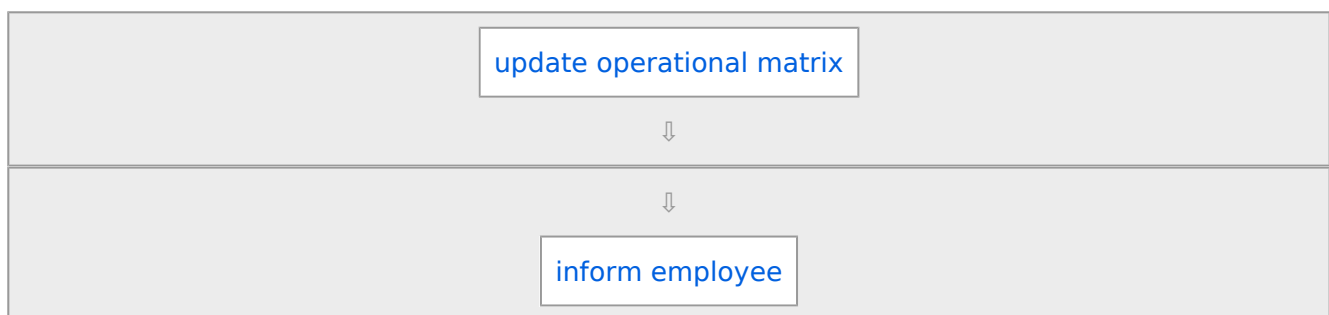 update operational matrix
⇩
⇩
inform employee